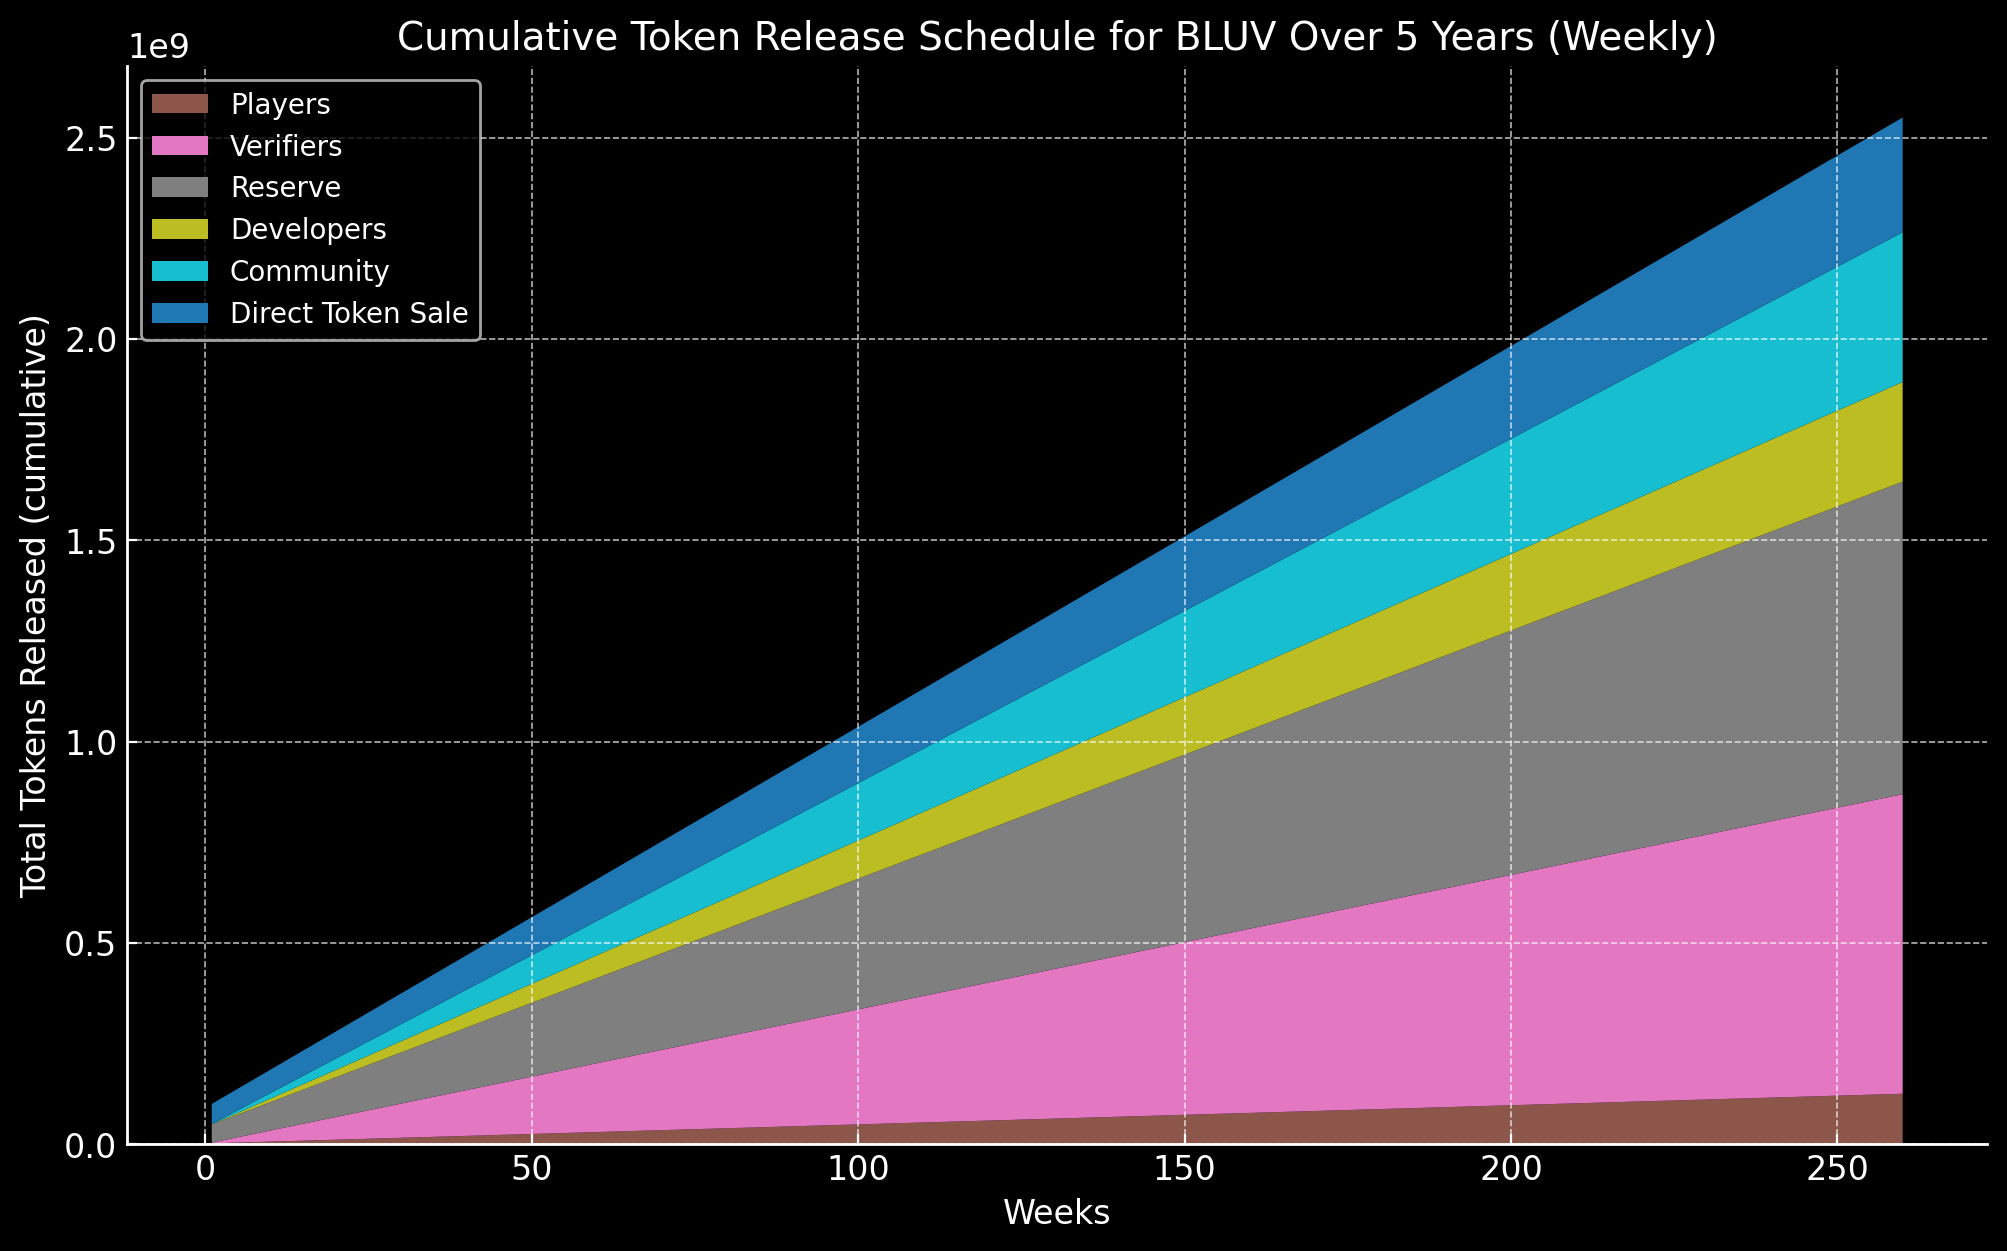 Cumulative Token Release Schedule for BLUV Over 5 Years (Weekly)
1e9
Players
Verifiers
Reserve
Developers
Community
Direct Token Sale
Total Tokens Released (cumulative)
2.5
2.0
1.5
1.0
0.5
0.0
0
50
100
150
200
250
Weeks